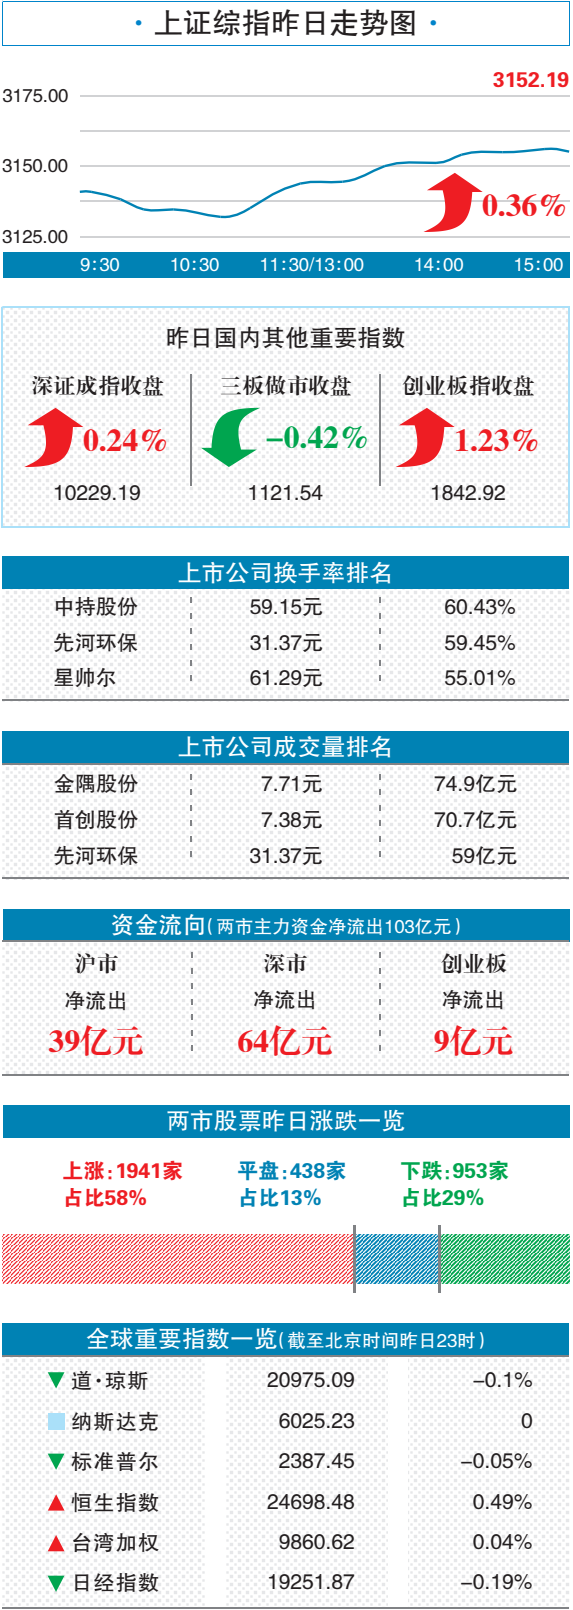 · 上证综指昨日走势图 ·
3152.19
3175.00
3150.00
0.36%
3125.00
9:30 10:30 11:30/13:00 14:00 15:00
昨日国内其他重要指数
深证成指收盘 三板做市收盘 创业板指收盘
0.24% -0.42% 1.23%
10229.19 1121.54 1842.92
上市公司换手率排名
中持股份 59.15元 60.43%
先河环保 31.37元 59.45%
星帅尔 61.29元 55.01%
上市公司成交量排名
金隅股份 7.71元 74.9亿元
首创股份 7.38元 70.7亿元
先河环保 31.37元 59亿元
资金流向(两市主力资金净流出103亿元)
沪市 深市 创业板
净流出 净流出 净流出
39亿元 64亿元 9亿元
两市股票昨日涨跌一览
上涨:1941家 平盘:438家 下跌:953家
占比58% 占比13% 占比29%
全球重要指数一览(截至北京时间昨日23时)
▼道·琼斯 20975.09 -0.1%
■纳斯达克 6025.23 0
▼标准普尔 2387.45 -0.05%
▲恒生指数 24698.48 0.49%
▲台湾加权 9860.62 0.04%
▼日经指数 19251.87 -0.19%